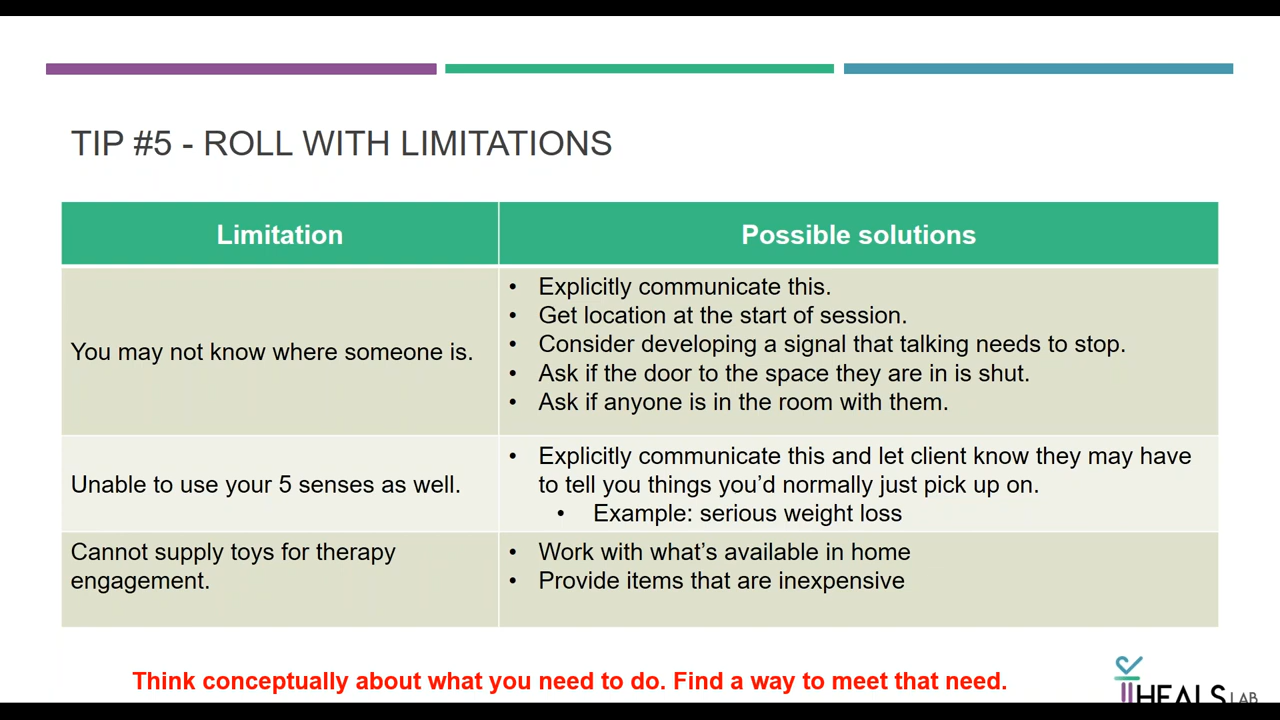 TIP #5 - ROLL WITH LIMITATIONS
Limitation
Possible solutions
You may not know where someone is.
• Explicitly communicate this.
• Get location at the start of session.
• Consider developing a signal that talking needs to stop.
• Ask if the door to the space they are in is shut.
• Ask if anyone is in the room with them.
Unable to use your 5 senses as well.
• Explicitly communicate this and let client know they may have
to tell you things you’d normally just pick up on.
• Example: serious weight loss
Cannot supply toys for therapy
engagement.
• Work with what’s available in home
• Provide items that are inexpensive
Think conceptually about what you need to do. Find a way to meet that need.
HEALS LAB